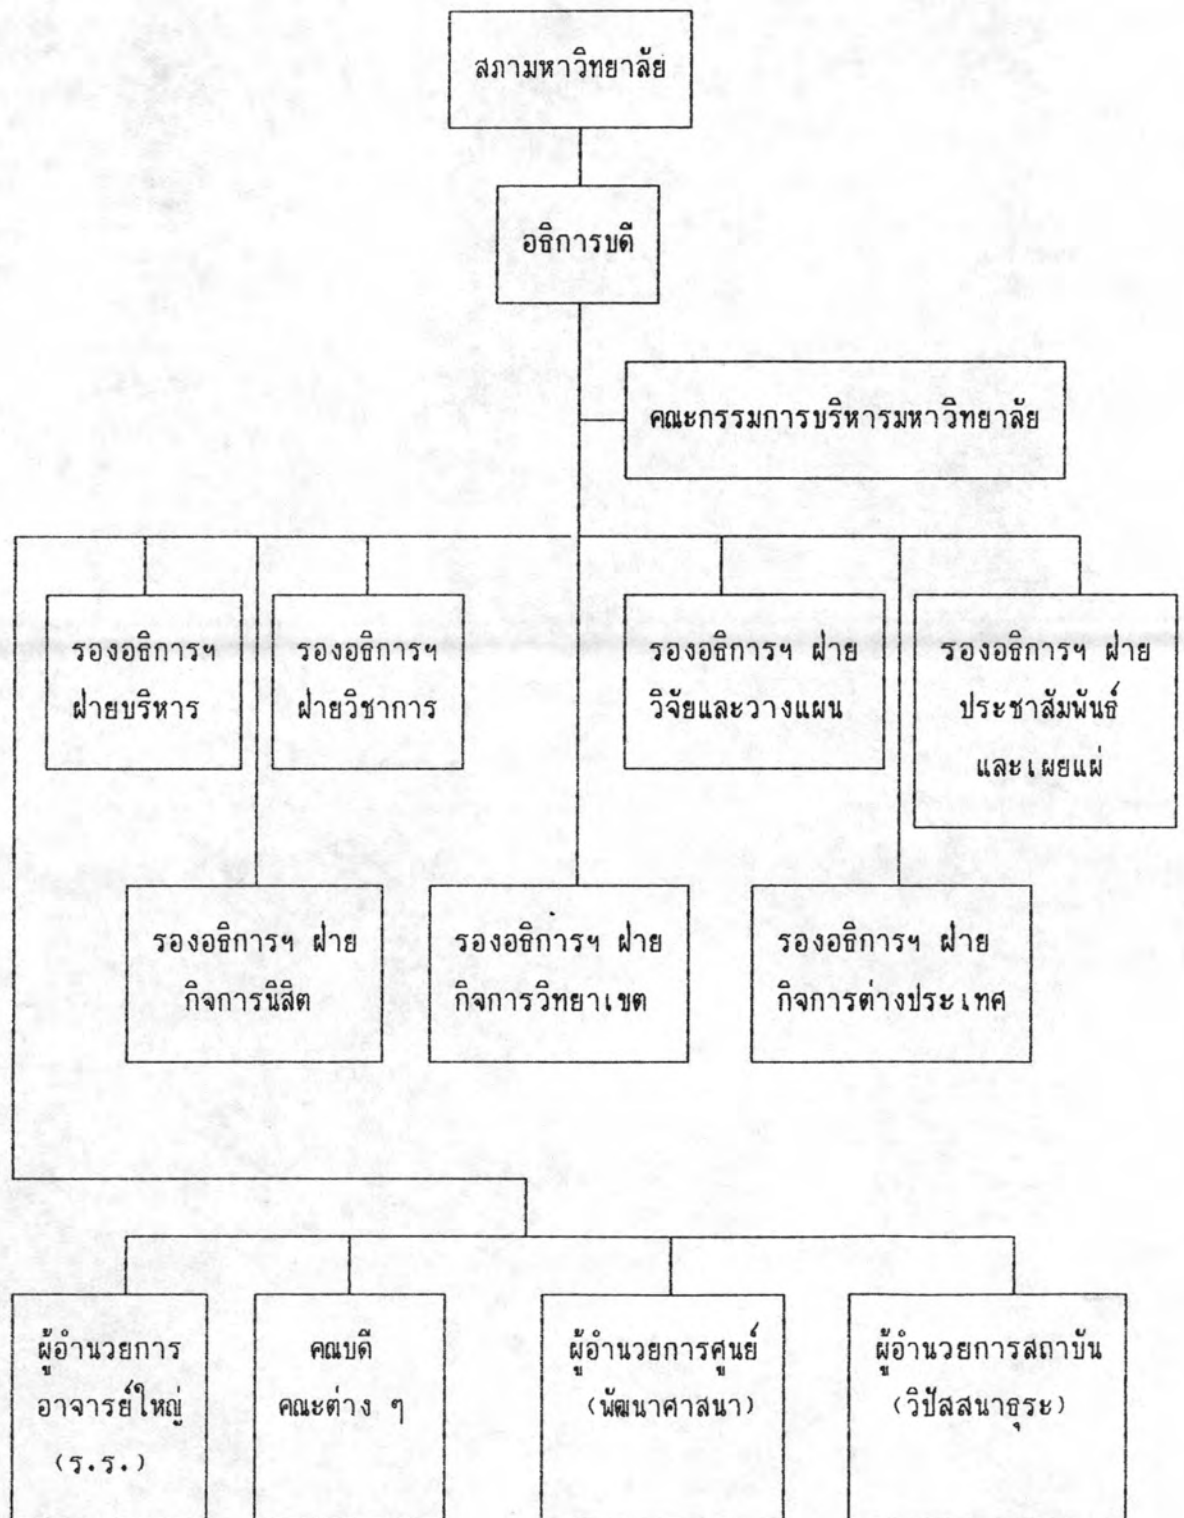 สภามหาวิทยาลัย
อธิการบดี
คณะกรรมการบริหารมหาวิทยาลัย
รองอธิการฯ
ฝ่ายบริหาร
รองอธิการฯ
ฝ่ายวิชาการ
รองอธิการฯ ฝ่าย
วิจัยและวางแผน
รองอธิการฯ ฝ่าย
ประชาสัมพันธ์
และเผยแผ่
รองอธิการฯ ฝ่าย
กิจการนิสิต
รองอธิการฯ ฝ่าย
กิจการวิทยาเขต
รองอธิการฯ ฝ่าย
กิจการต่างประเทศ
ผู้อำนวยการ
อาจารย์ใหญ่
(ร.ร.)
คณบดี
คณะต่าง ๆ
ผู้อำนวยการศูนย์
(พัฒนาศาสนา)
ผู้อำนวยการสถาบัน
(วิปัสสนาธุระ)